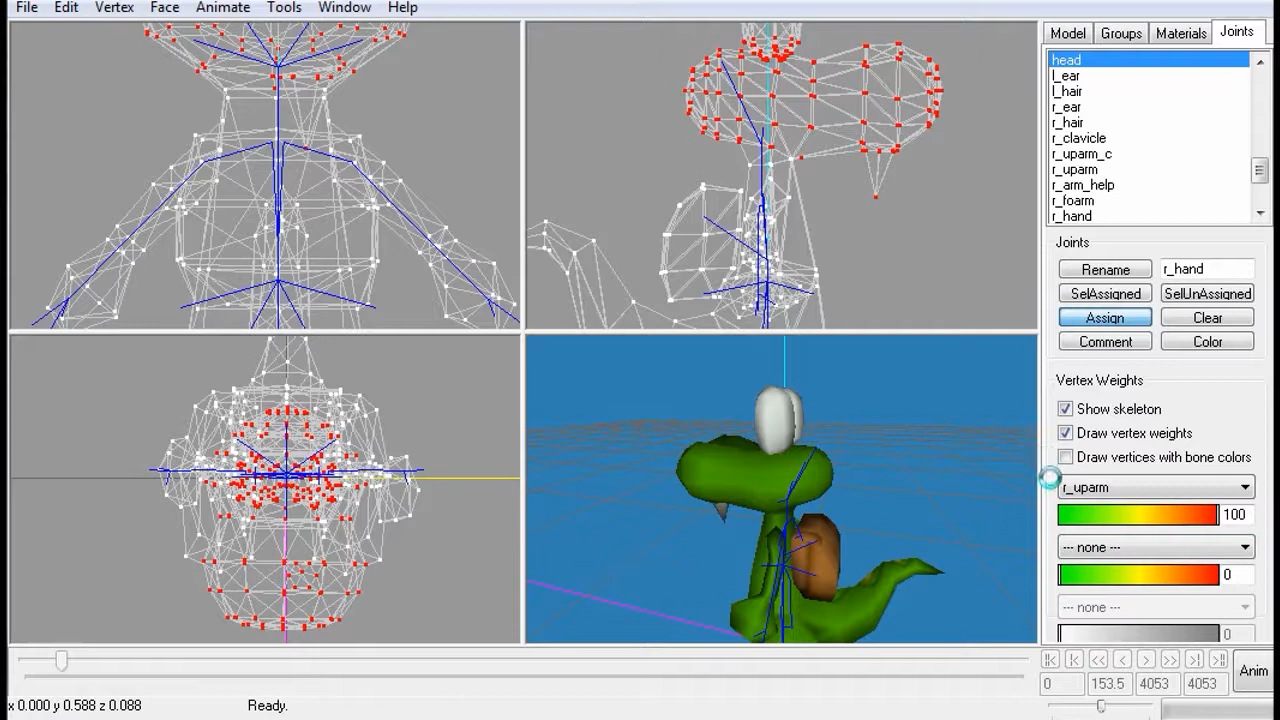 File Edit Vertex Face Animate Tools Window Help
Model Groups Materials Joints
head
l_ear
l_hair
r_ear
r_hair
r_clavicle
r_uparm_c
r_uparm
r_arm_help
r_foarm
r_hand
Joints
Rename r_hand
SelAssigned SelUnAssigned
Assign Clear
Comment Color
Vertex Weights
Show skeleton
Draw vertex weights
Draw vertices with bone colors
r_uparm
100
--- none ---
0
--- none ---
0
0 153.5 4053 4053 Anim
x 0.000 y 0.588 z 0.088 Ready.